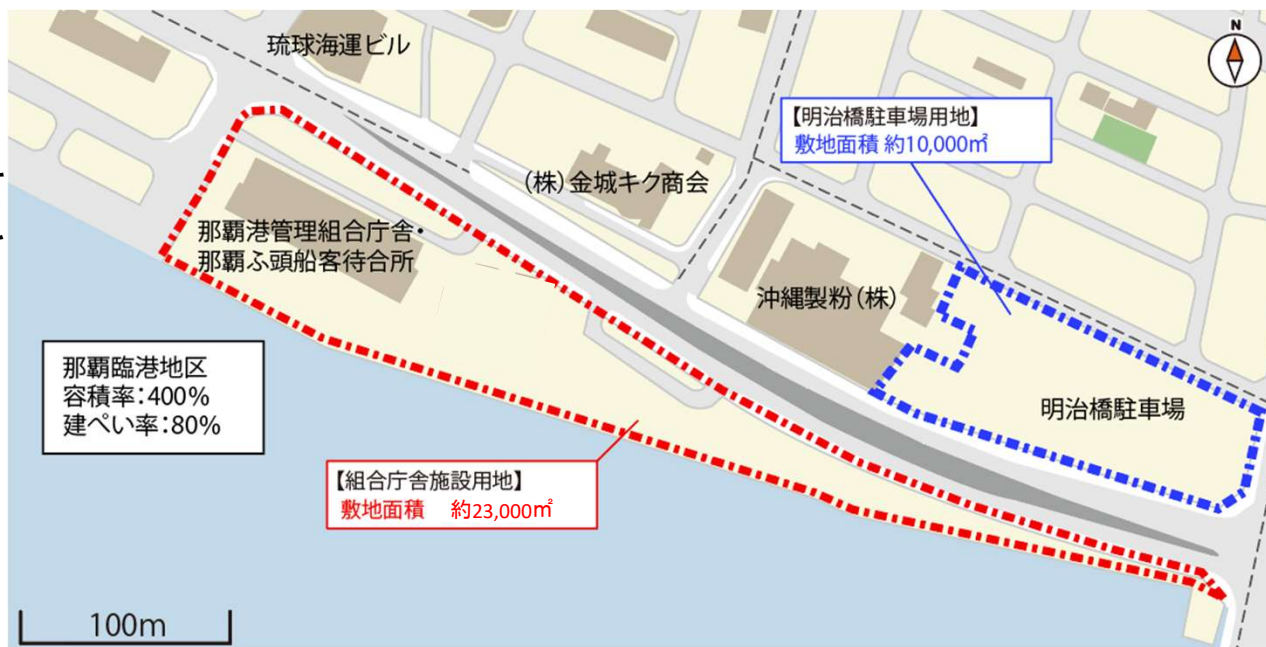 N
琉球海運ビル
【明治橋駐車場用地】
敷地面積 約10,000㎡
(株)金城キク商会
那覇港管理組合庁舎・
那覇ふ頭船客待合所
沖縄製粉(株)
那覇臨港地区
容積率:400%
建ぺい率:80%
明治橋駐車場
【組合庁舎施設用地】
敷地面積 約23,000㎡
100m